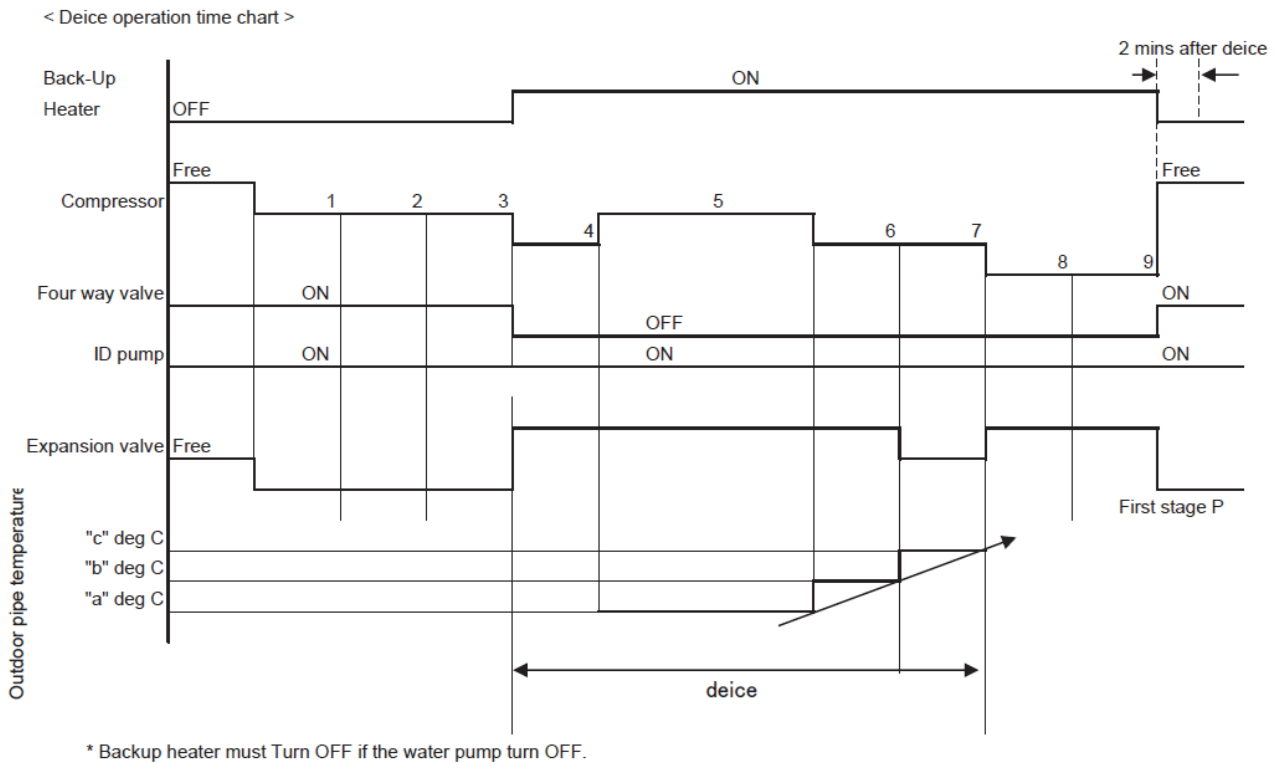 < Deice operation time chart >
2 mins after deice
Back-Up
Heater
OFF
ON
Free
Free
Compressor
1
2
3
4
5
6
7
8
9
Four way valve
ON
OFF
ON
ID pump
ON
ON
ON
Expansion valve
Free
First stage P
Outdoor pipe temperature
"c" deg C
"b" deg C
"a" deg C
deice
* Backup heater must Turn OFF if the water pump turn OFF.